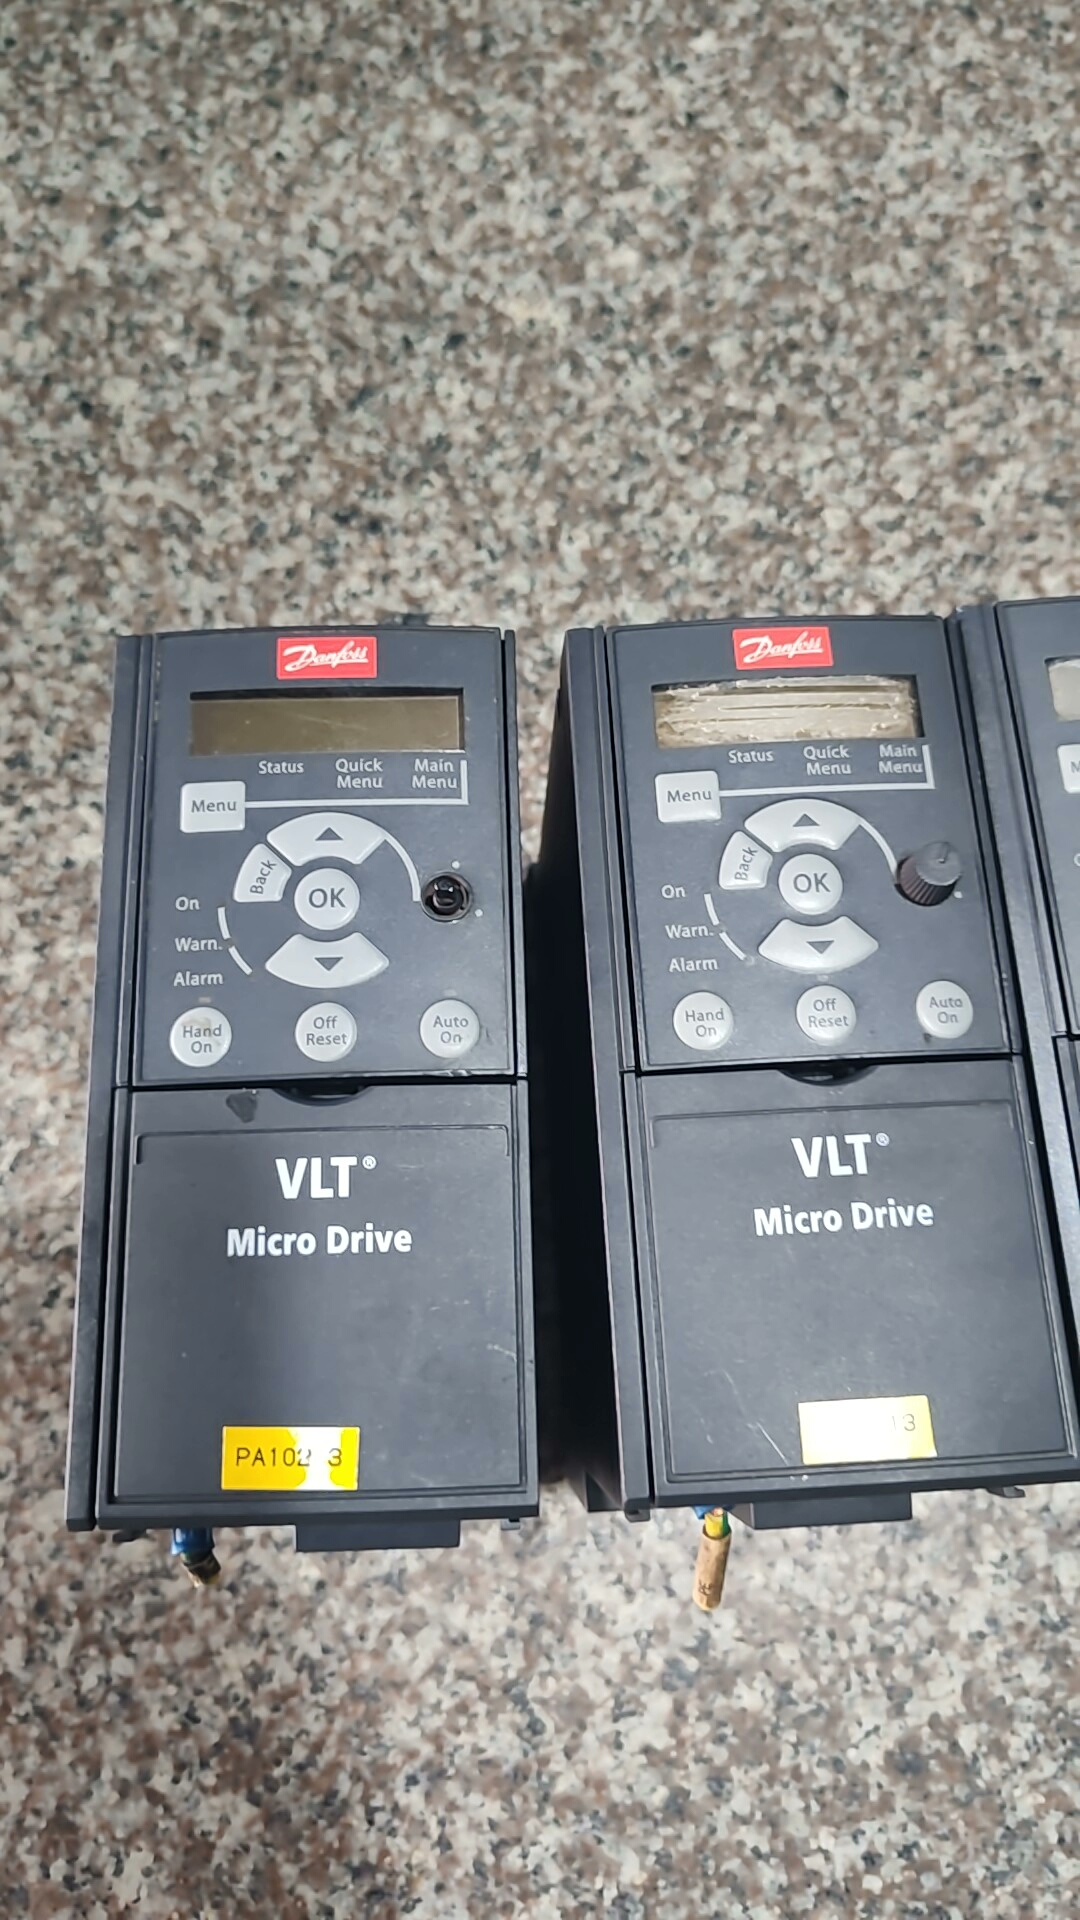 Danfoss
Status
Quick Menu
Main Menu
Menu
Back
OK
On
Warn.
Alarm
Hand On
Off Reset
Auto On
VLT®
Micro Drive
Danfoss
Status
Quick Menu
Main Menu
Menu
Back
OK
On
Warn.
Alarm
Hand On
Off Reset
Auto On
VLT®
Micro Drive